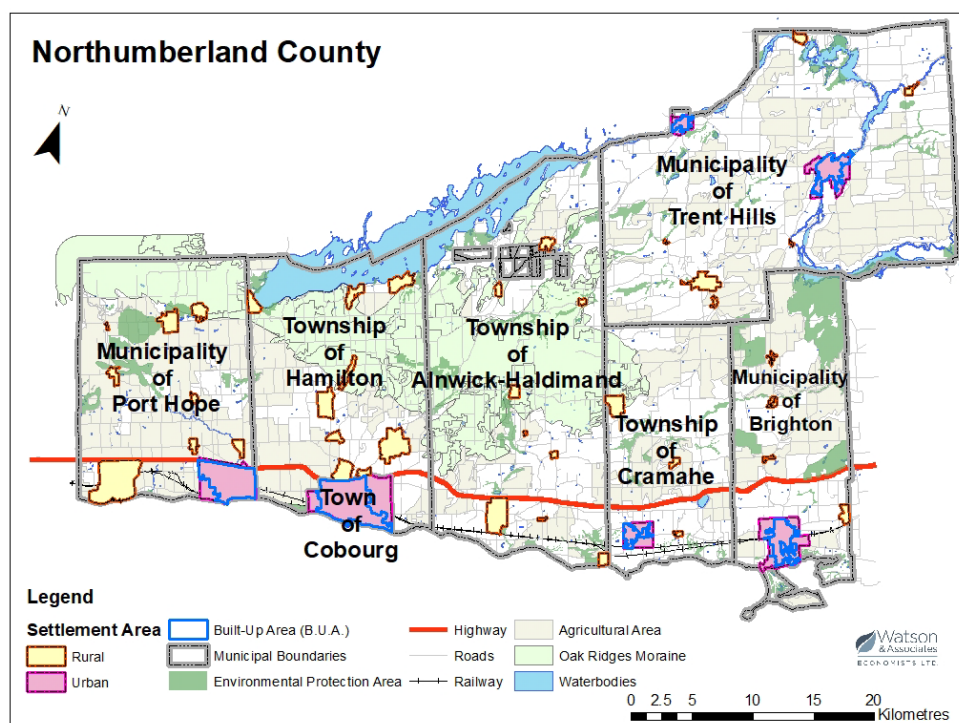 Northumberland County
N
Municipality
of
Trent Hills
Township
of
Hamilton
Township
of
Alnwick-Haldimand
Municipality
of
Port Hope
Municipality
of
Brighton
Township
of
Cramahe
Town
of
Cobourg
Legend
Settlement Area
Rural
Urban
Built-Up Area (B.U.A.)
Municipal Boundaries
Environmental Protection Area
Highway
Roads
Railway
Agricultural Area
Oak Ridges Moraine
Waterbodies
Watson
& Associates
ECONOMISTS LTD.
0 2.5 5 10 15 20
Kilometres